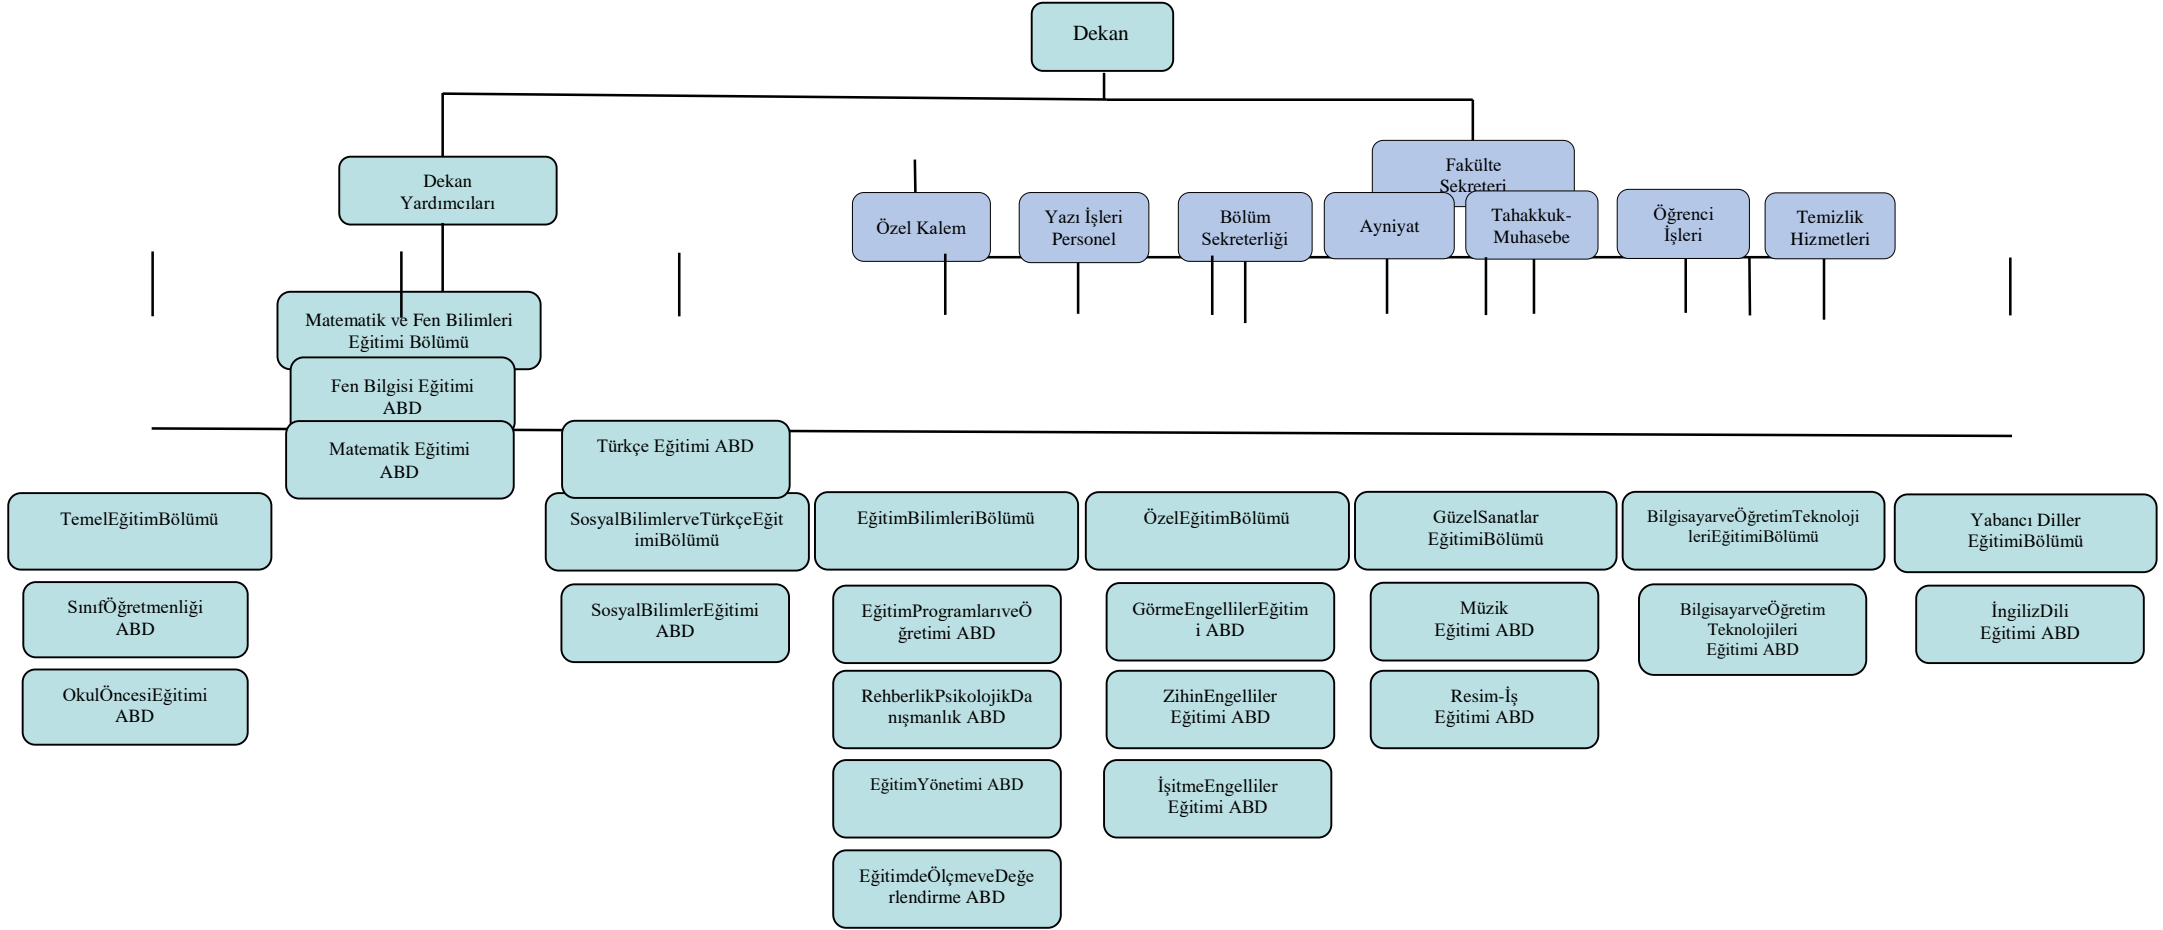 Dekan
Dekan
Yardımcıları
Fakülte
Sekreteri
Özel Kalem
Yazı İşleri
Personel
Bölüm
Sekreterliği
Ayniyat
Tahakkuk-
Muhasebe
Öğrenci
İşleri
Temizlik
Hizmetleri
Matematik ve Fen Bilimleri
Eğitimi Bölümü
Fen Bilgisi Eğitimi
ABD
Matematik Eğitimi
ABD
Türkçe Eğitimi ABD
TemelEğitimBölümü
SınıfÖğretmenliği
ABD
OkulÖncesiEğitimi
ABD
SosyalBilimlerveTürkçeEğit
imiBölümü
SosyalBilimlerEğitimi
ABD
EğitimBilimleriBölümü
EğitimProgramlarıveÖ
ğretimi ABD
RehberlikPsikolojikDa
nışmanlık ABD
EğitimYönetimi ABD
EğitimdeÖlçmeveDeğe
rlendirme ABD
ÖzelEğitimBölümü
GörmeEngellilerEğitim
i ABD
ZihinEngelliler
Eğitimi ABD
İşitmeEngelliler
Eğitimi ABD
GüzelSanatlar
EğitimiBölümü
Müzik
Eğitimi ABD
Resim-İş
Eğitimi ABD
BilgisayarveÖğretimTeknoloji
leriEğitimiBölümü
BilgisayarveÖğretim
Teknolojileri
Eğitimi ABD
Yabancı Diller
EğitimiBölümü
İngilizDili
Eğitimi ABD